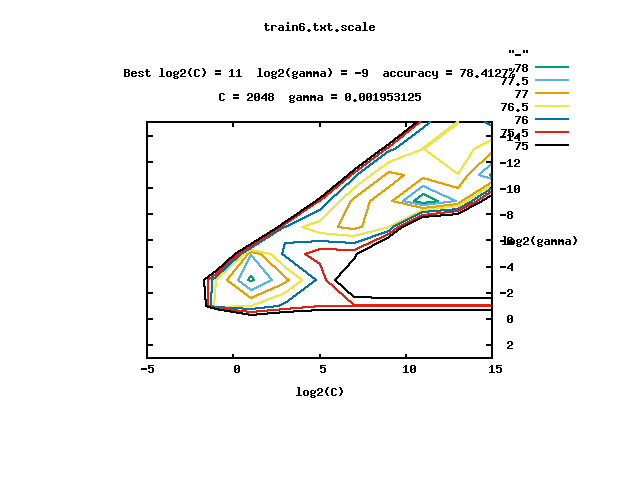 train6.txt.scale
"-"
Best log2(C) = 11  log2(gamma) = -9  accuracy = 78.4127%
78
77.5
C = 2048  gamma = 0.001953125
77
76.5
76
75.5
-14
75
-12
-10
-8
-6
log2(gamma)
-4
-2
0
2
-5 0 5 10 15
log2(C)